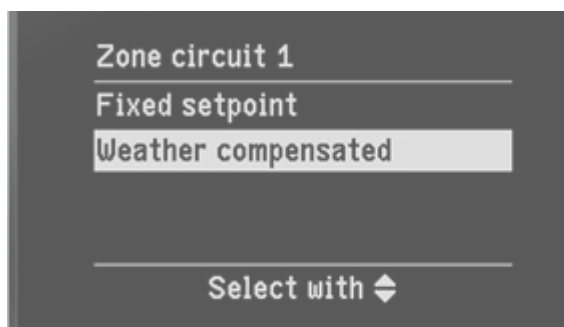 Zone circuit 1
Fixed setpoint
Weather compensated
Select with